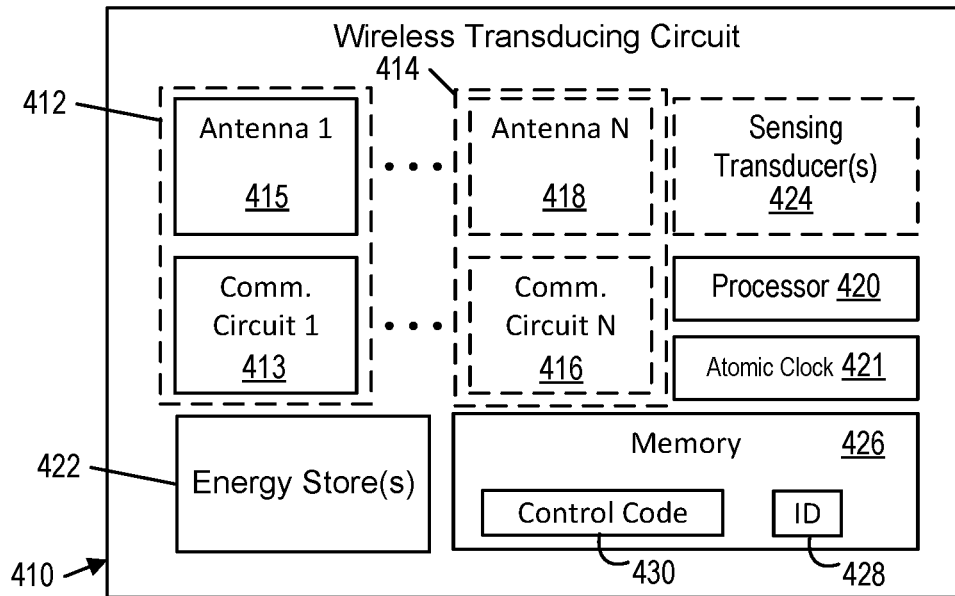 Wireless Transducing Circuit
414
412
Antenna 1
415
Antenna N
418
Sensing
Transducer(s)
424
Comm.
Circuit 1
413
Comm.
Circuit N
416
Processor 420
Atomic Clock 421
422
Energy Store(s)
Memory 426
Control Code
ID
430
428
410